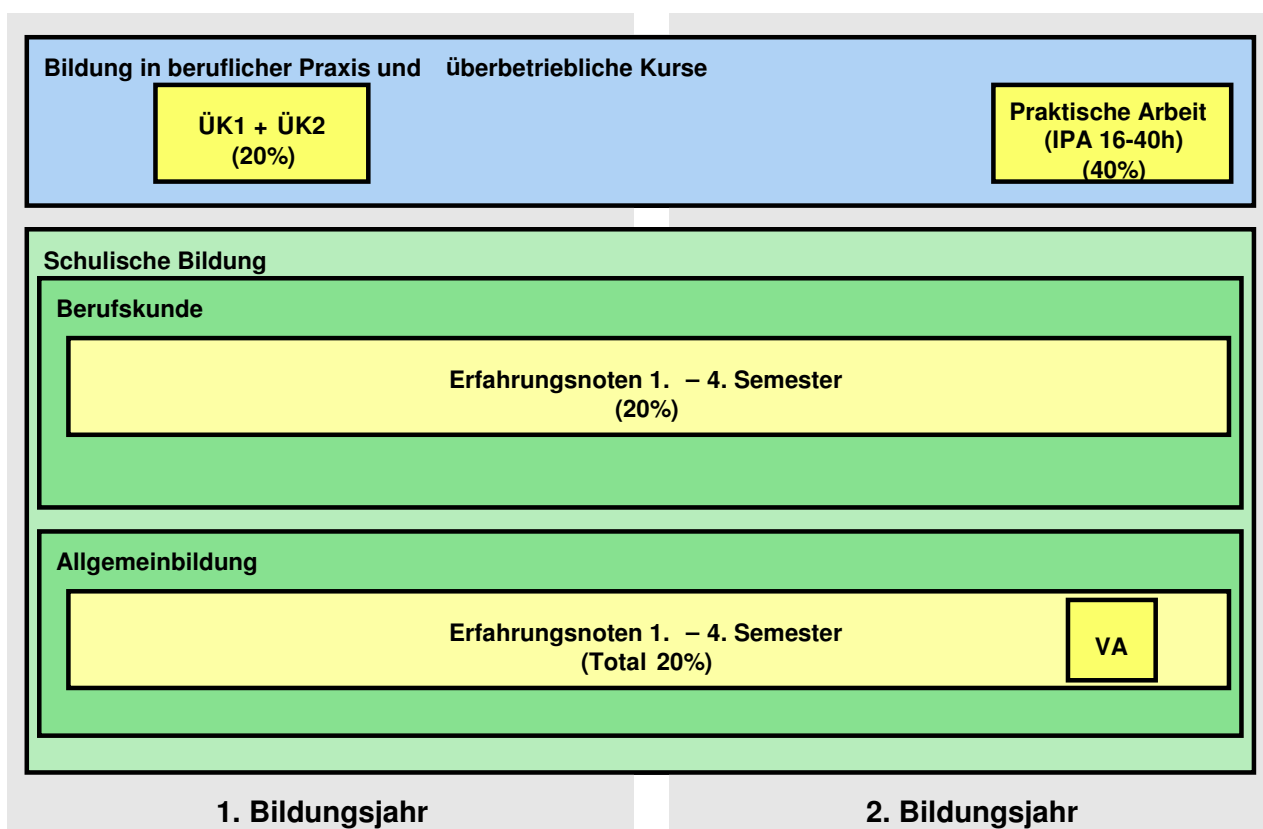 Bildung in beruflicher Praxis und überbetriebliche Kurse
ÜK1 + ÜK2
(20%)
Praktische Arbeit
(IPA 16-40h)
(40%)
Schulische Bildung
Berufskunde
Erfahrungsnoten 1. – 4. Semester
(20%)
Allgemeinbildung
Erfahrungsnoten 1. – 4. Semester
(Total 20%)
VA
1. Bildungsjahr
2. Bildungsjahr